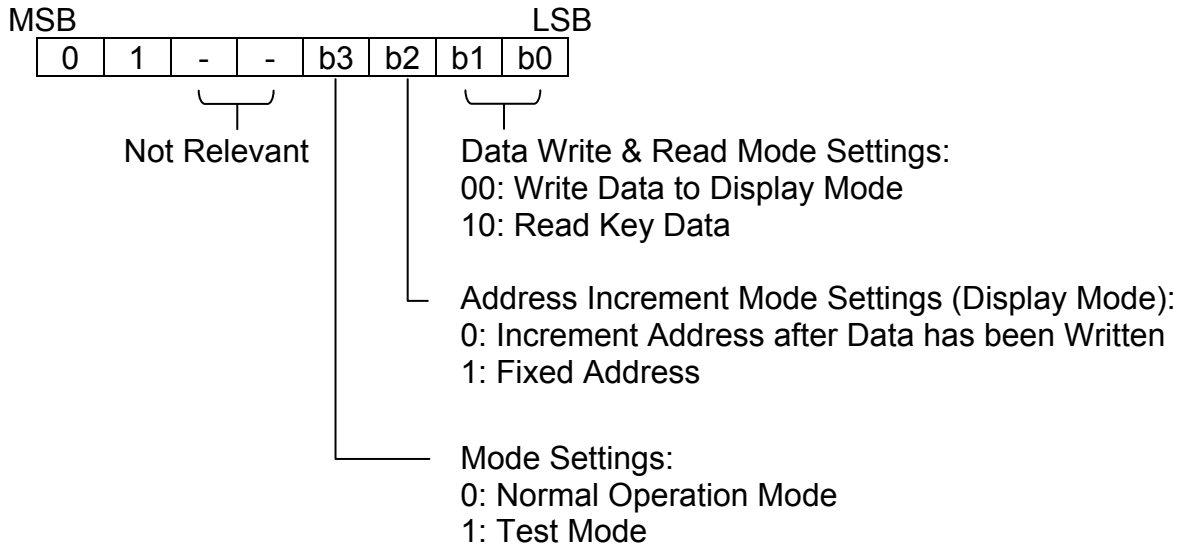 MSB LSB
0 1 - - b3 b2 b1 b0
Not Relevant
Data Write & Read Mode Settings:
00: Write Data to Display Mode
10: Read Key Data
Address Increment Mode Settings (Display Mode):
0: Increment Address after Data has been Written
1: Fixed Address
Mode Settings:
0: Normal Operation Mode
1: Test Mode